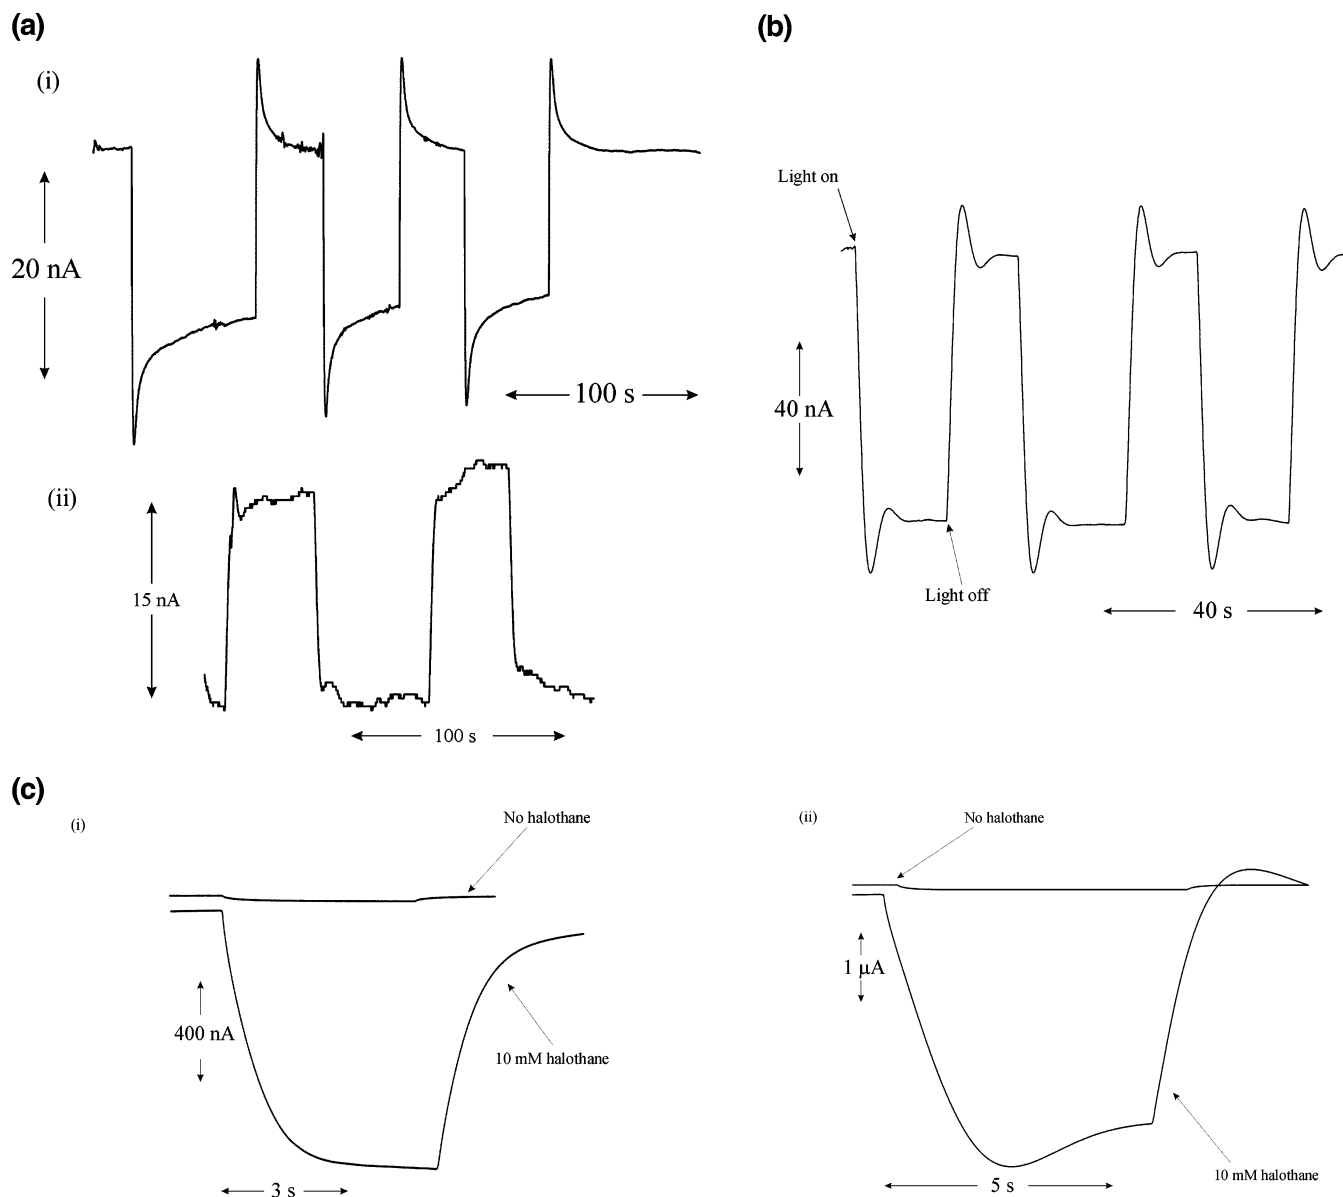 (a)
(i)
20 nA
100 s
(ii)
15 nA
100 s
(b)
Light on
40 nA
Light off
40 s
(c)
(i)
No halothane
400 nA
10 mM halothane
3 s
(ii)
No halothane
1 µA
10 mM halothane
5 s